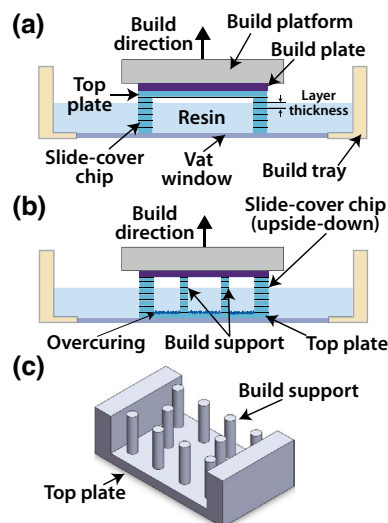 (a)
Build
direction
Build platform
Build plate
Top
plate
Layer
thickness
Resin
Slide-cover
chip
Vat
window
Build tray
(b)
Build
direction
Slide-cover chip
(upside-down)
Overcuring
Build support
Top plate
(c)
Build support
Top plate